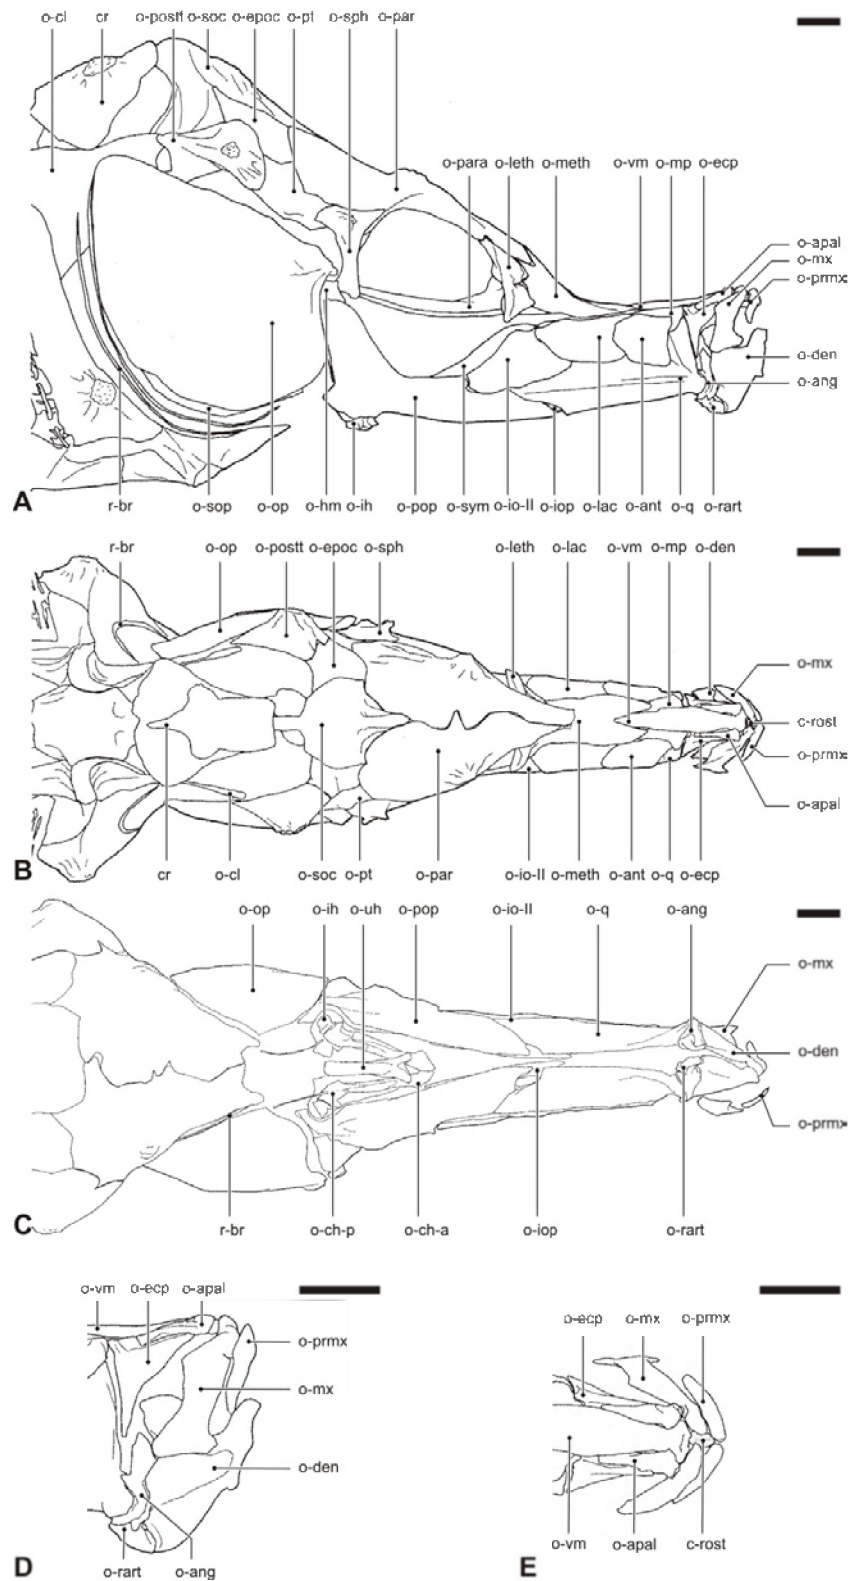 o-cl cr o-postt o-soc o-epoc o-pt o-sph o-par
o-para o-leth o-meth o-vm o-mp o-ecp
o-apal
o-mx
o-prmx
o-den
o-ang
A
r-br o-sop o-op o-hm o-ih o-pop o-sym o-io-II o-iop o-lac o-ant o-q o-rart
r-br o-op o-postt o-epoc o-sph o-leth o-lac o-vm o-mp o-den
o-mx
c-rost
o-prmx
o-apal
B
cr o-cl o-soc o-pt o-par o-io-II o-meth o-ant o-q o-ecp
o-op o-ih o-uh o-pop o-io-II o-q o-ang
o-mx
o-den
o-prmx
C
r-br o-ch-p o-ch-a o-iop o-rart
o-vm o-ecp o-apal
o-prmx
o-mx
o-den
D
o-rart o-ang
o-ecp o-mx o-prmx
o-vm o-apal c-rost
E